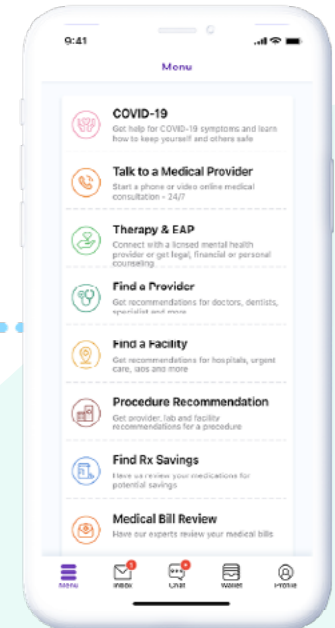 9:41
Menu
COVID-19
Get help for COVID-19 symptoms and learn
how to keep yourself and others safe
Talk to a Medical Provider
Start a phone or video online medical
consultation - 24/7
Therapy & EAP
Connect with a licensed mental health
provider or get legal, financial or personal
counseling
Find a Provider
Get recommendations for doctors, dentists,
specialist and more
Find a Facility
Get recommendations for hospitals, urgent
care, labs and more
Procedure Recommendation
Get provider, lab and facility
recommendations for a precedure
Find Rx Savings
Have us review your medications for
potential savings
Medical Bill Review
Have our experts review your medical bills
Menu
Inbox
Chat
Wallet
Profile